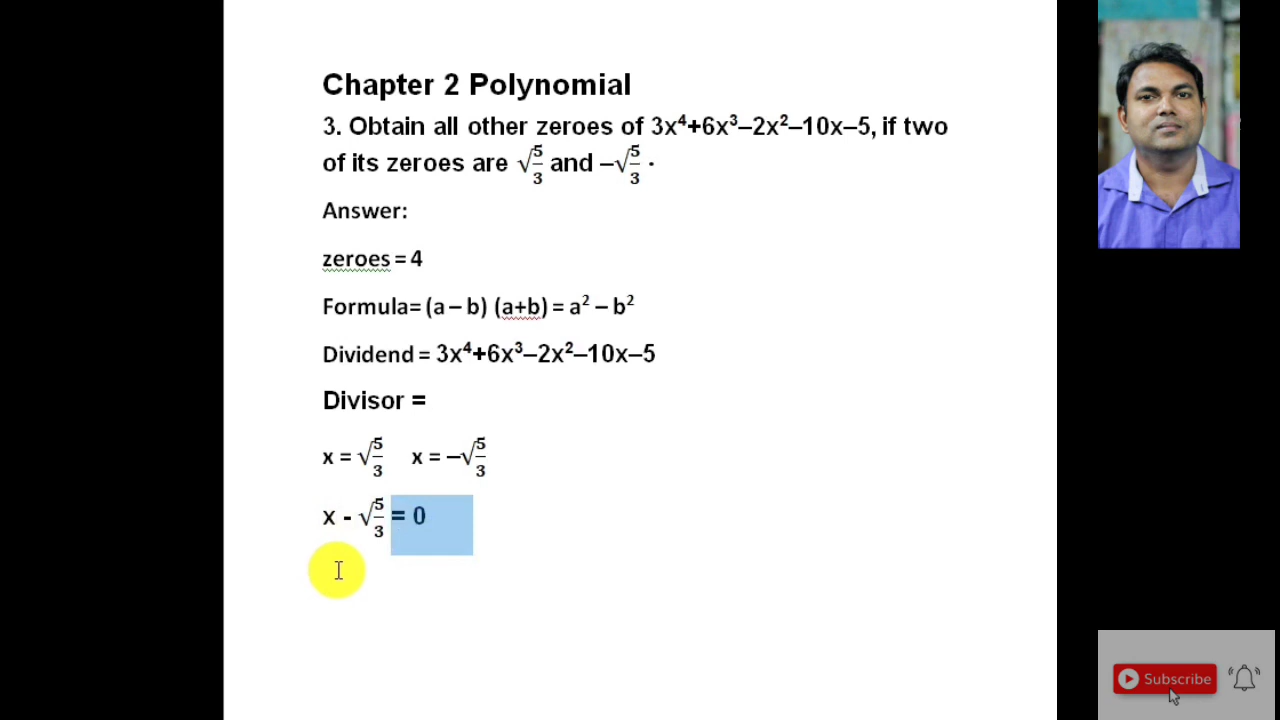 Chapter 2 Polynomial
3. Obtain all other zeroes of 3x⁴+6x³–2x²–10x–5, if two
of its zeroes are √5/3 and –√5/3 ·
Answer:
zeroes = 4
Formula= (a – b) (a+b) = a² – b²
Dividend = 3x⁴+6x³–2x²–10x–5
Divisor =
x = √5/3 x = –√5/3
x - √5/3 = 0
Subscribe